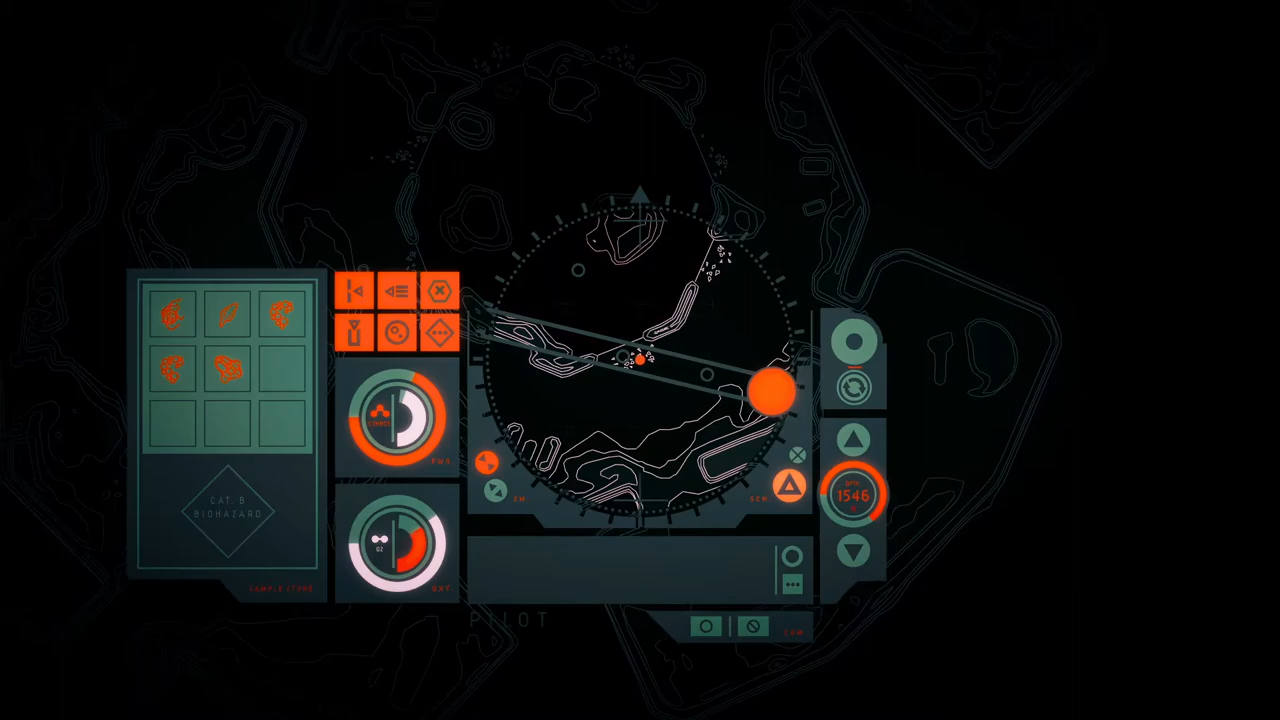 CAT. B
BIOHAZARD
SAMPLE STORE
PWR
O2
OXY.
ZM
SCN
DPTH
1546
M
PILOT
COM